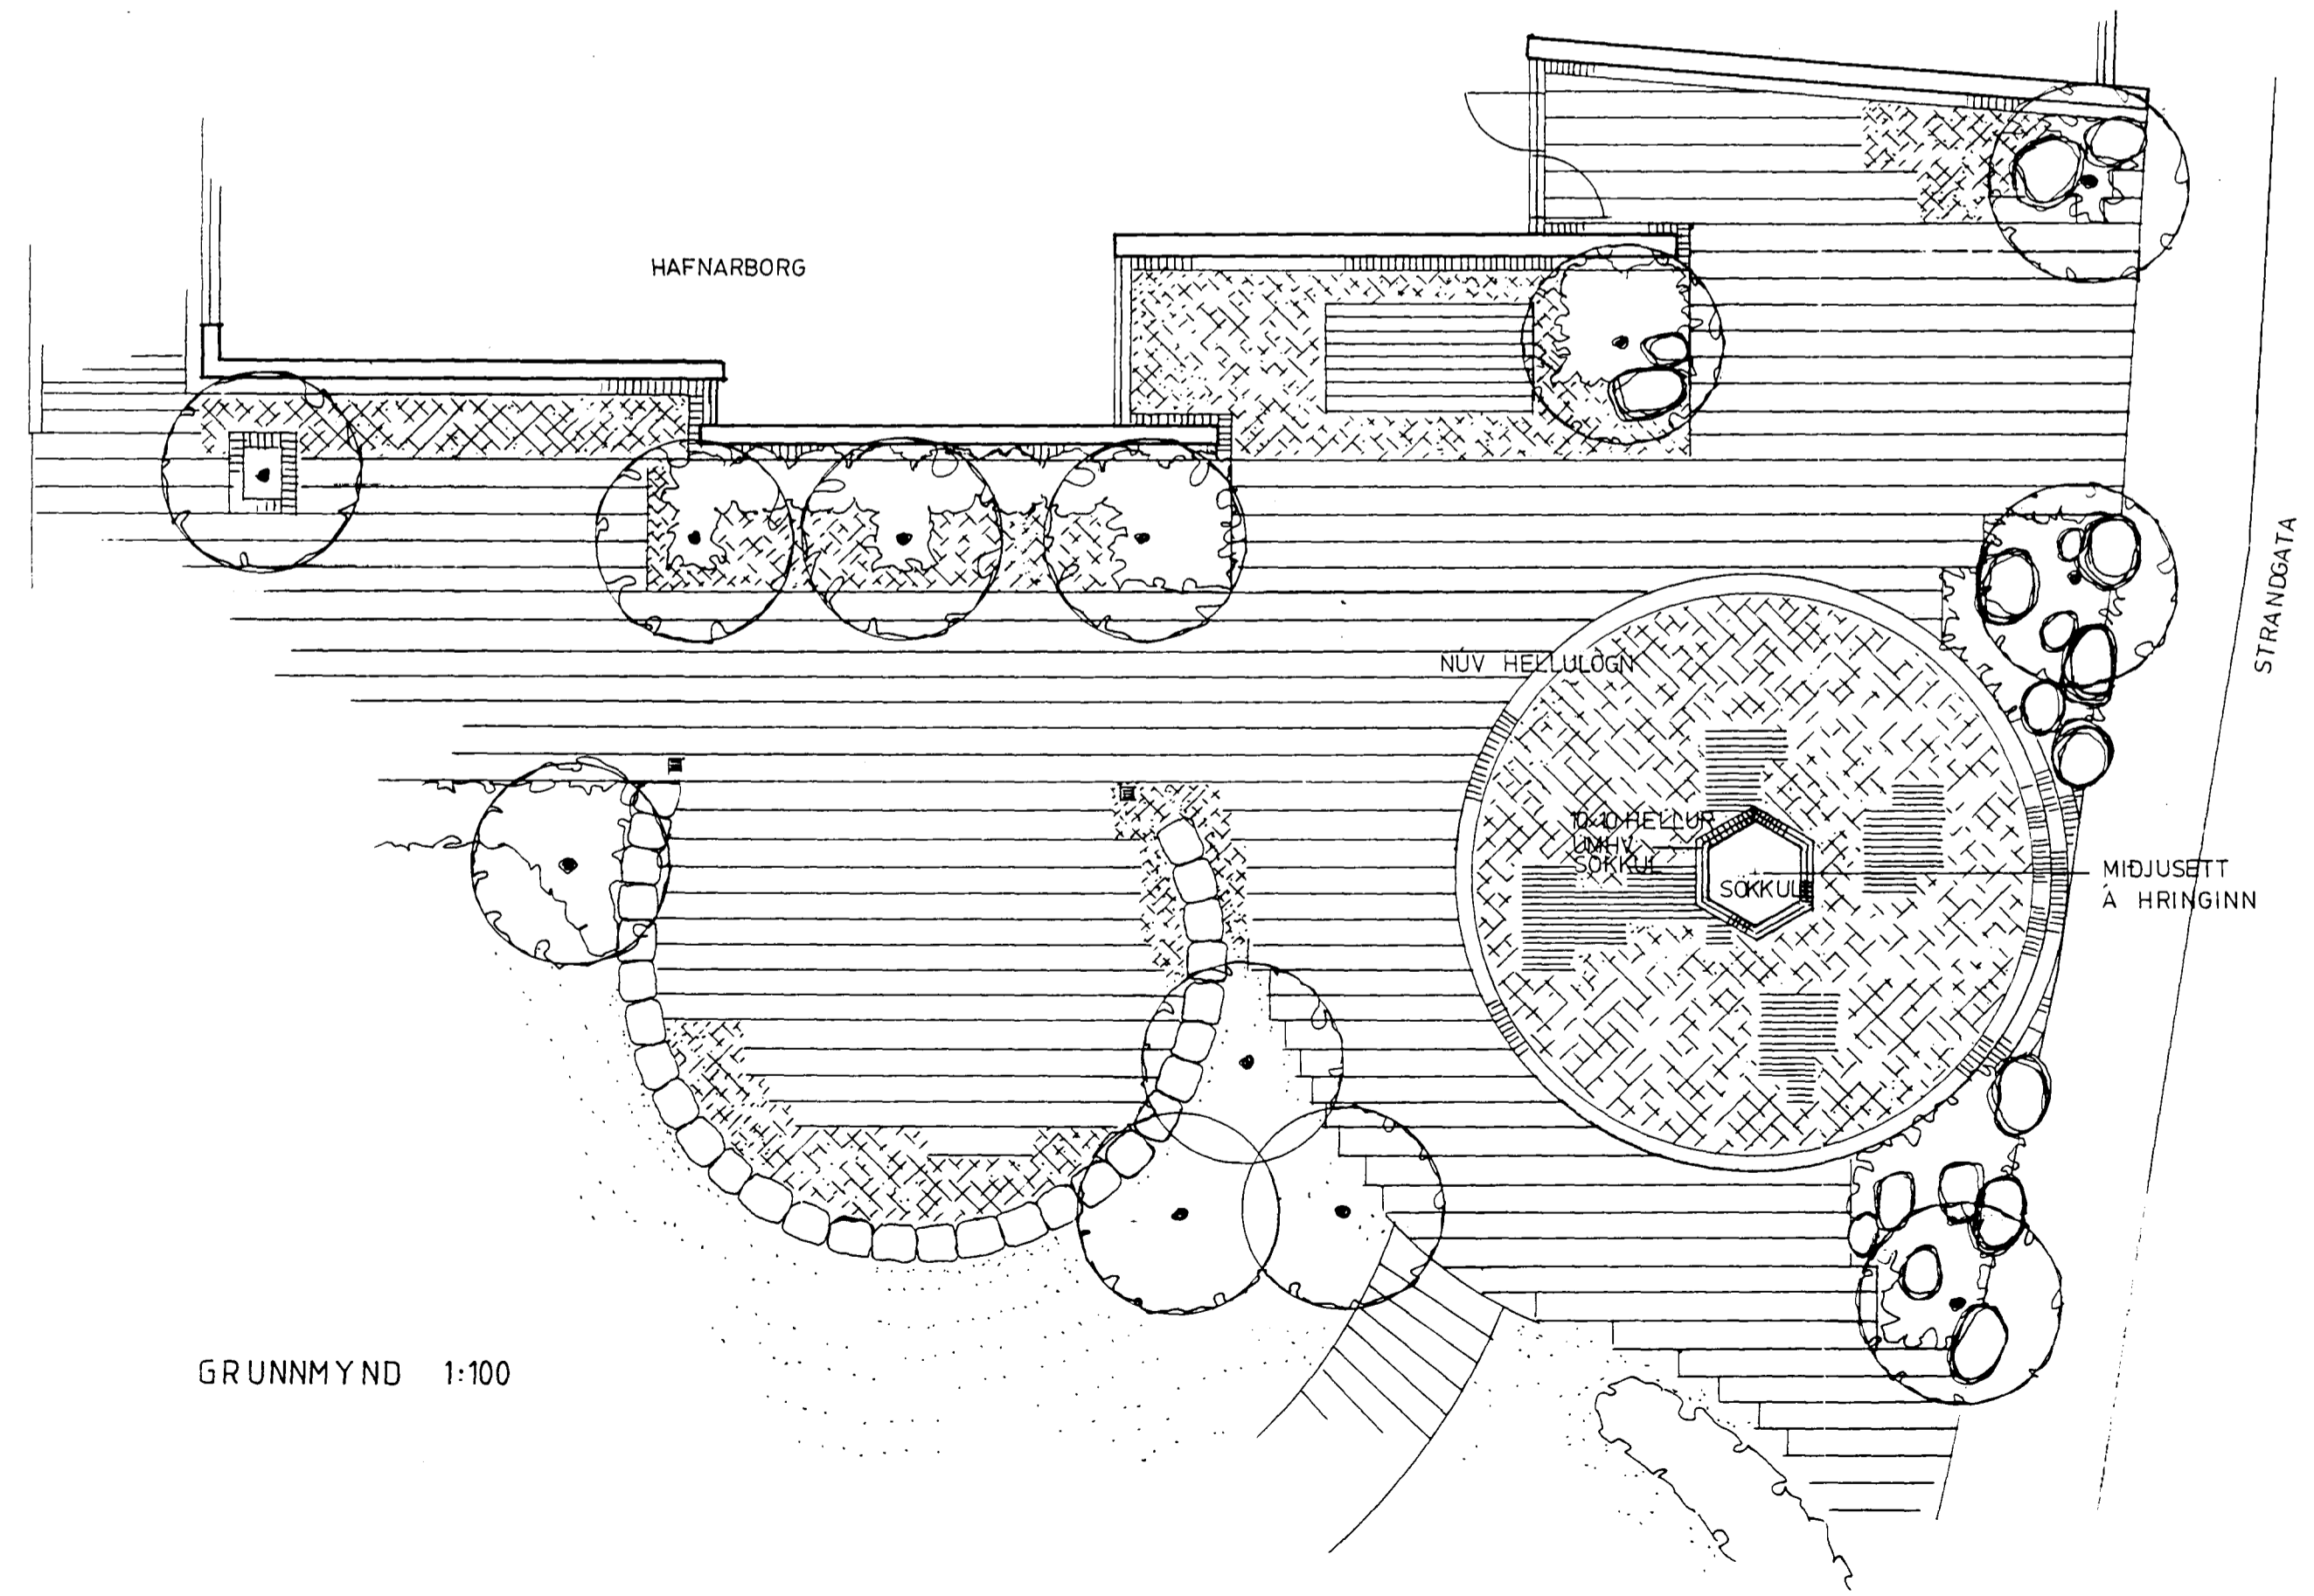 HAFNARBORG
STRANDGATA
NÚV HELLULÖGN
10x10 HELLUR
UMHV.
SÖKKUL
SÖKKULL
MIÐJUSETT
Á HRINGINN
GRUNNMYND 1:100